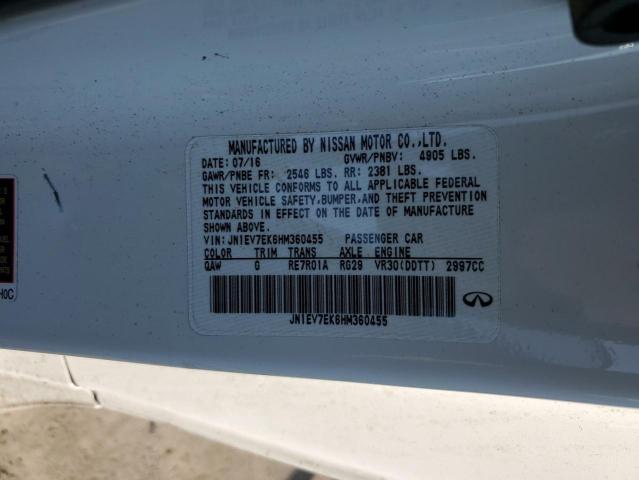 MANUFACTURED BY NISSAN MOTOR CO.,LTD.
DATE: 07/16 GVWR/PNBV: 4905 LBS.
GAWR/PNBE FR: 2546 LBS. RR: 2381 LBS.
THIS VEHICLE CONFORMS TO ALL APPLICABLE FEDERAL
MOTOR VEHICLE SAFETY,BUMPER,AND THEFT PREVENTION
STANDARDS IN EFFECT ON THE DATE OF MANUFACTURE
SHOWN ABOVE.
VIN: JN1EV7EK6HM360455 PASSENGER CAR
COLOR TRIM TRANS AXLE ENGINE
QAW G RE7R01A RG29 VR30(DDTT) 2997CC
JN1EV7EK6HM360455
H0C